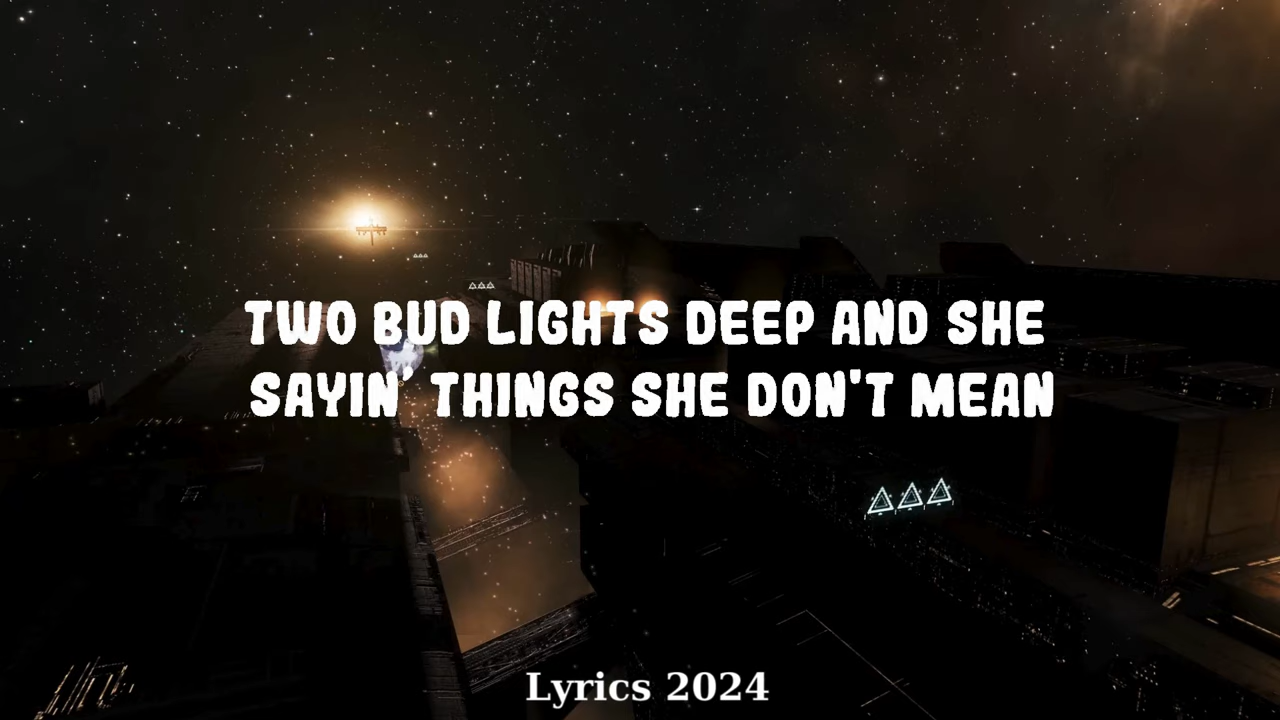 TWO BUD LIGHTS DEEP AND SHE
SAYIN' THINGS SHE DON'T MEAN
Lyrics 2024